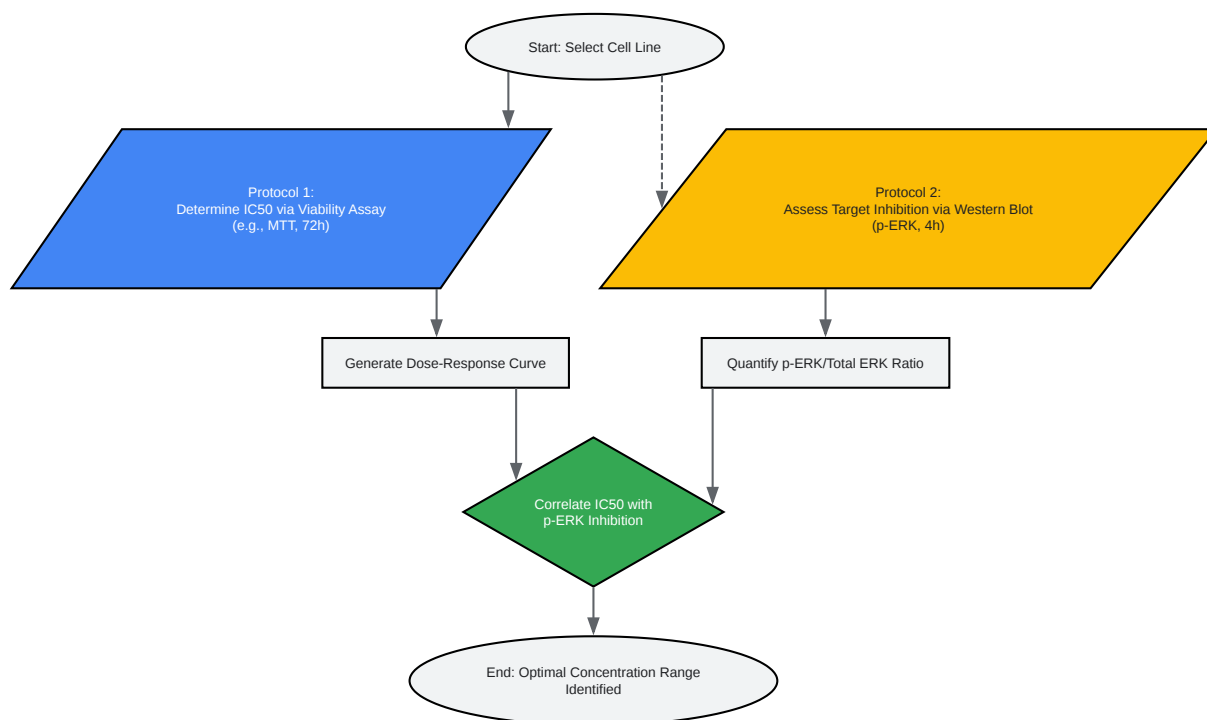 Start: Select Cell Line
Protocol 1:
Determine IC50 via Viability Assay
(e.g., MTT, 72h)
Protocol 2:
Assess Target Inhibition via Western Blot
(p-ERK, 4h)
Generate Dose-Response Curve
Quantify p-ERK/Total ERK Ratio
Correlate IC50 with
p-ERK Inhibition
End: Optimal Concentration Range
Identified